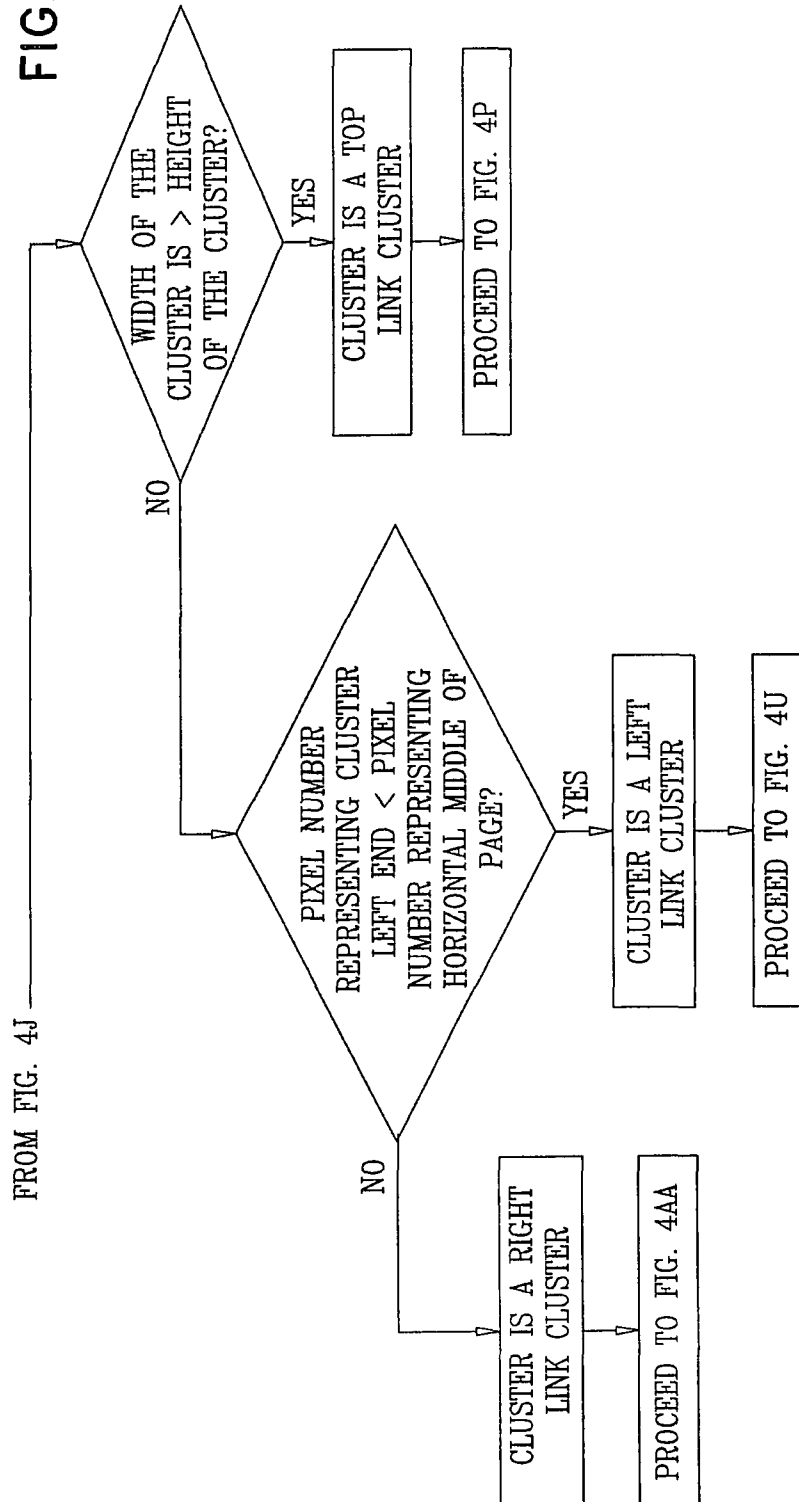 FIG.
FROM FIG. 4J
WIDTH OF THE
CLUSTER IS > HEIGHT
OF THE CLUSTER?
NO
YES
CLUSTER IS A TOP
LINK CLUSTER
PROCEED TO FIG. 4P
PIXEL NUMBER
REPRESENTING CLUSTER
LEFT END < PIXEL
NUMBER REPRESENTING
HORIZONTAL MIDDLE OF
PAGE?
NO
YES
CLUSTER IS A LEFT
LINK CLUSTER
PROCEED TO FIG. 4U
CLUSTER IS A RIGHT
LINK CLUSTER
PROCEED TO FIG. 4AA